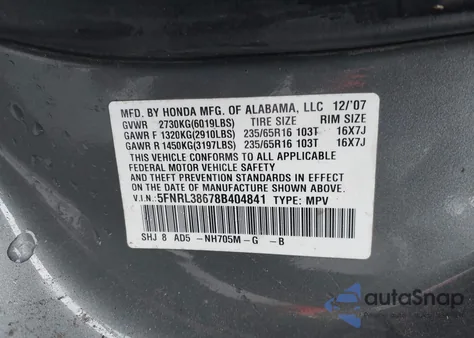 MFD. BY HONDA MFG. OF ALABAMA, LLC 12/'07
GVWR 2730KG(6019LBS) TIRE SIZE RIM SIZE
GAWR F 1320KG(2910LBS) 235/65R16 103T 16X7J
GAWR R 1450KG(3197LBS) 235/65R16 103T 16X7J
THIS VEHICLE CONFORMS TO ALL APPLICABLE
FEDERAL MOTOR VEHICLE SAFETY
AND THEFT PREVENTION STANDARDS IN EFFECT
ON THE DATE OF MANUFACTURE SHOWN ABOVE.
V.I.N: 5FNRL38678B404841 TYPE: MPV
SHJ 8 AD5 -NH705M-G -B
autoSnap